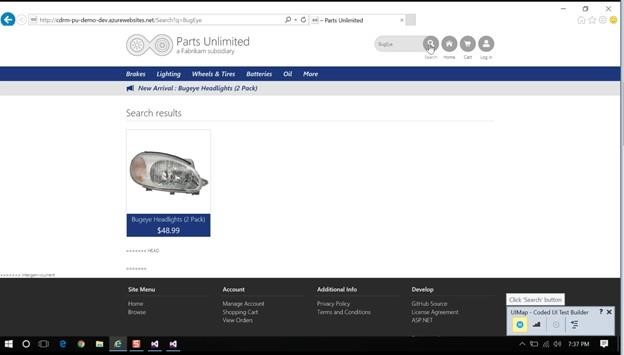 http://cdrm-pu-demo-dev.azurewebsites.net/Search?q=BugEye
- Parts Unlimited
Parts Unlimited
a Fabrikam subsidiary
BugEye
Search
Home
Cart
Log in
Brakes Lighting Wheels & Tires Batteries Oil More
New Arrival : Bugeye Headlights (2 Pack)
Search results
Bugeye Headlights (2 Pack)
$48.99
<<<<<<< HEAD
=======
Site Menu Account Additional Info Develop
Home Manage Account Privacy Policy GitHub Source
Browse Shopping Cart Terms and Conditions License Agreement
View Orders ASP.NET
Click 'Search' button
UIMap - Coded UI Test Builder
7:37 PM